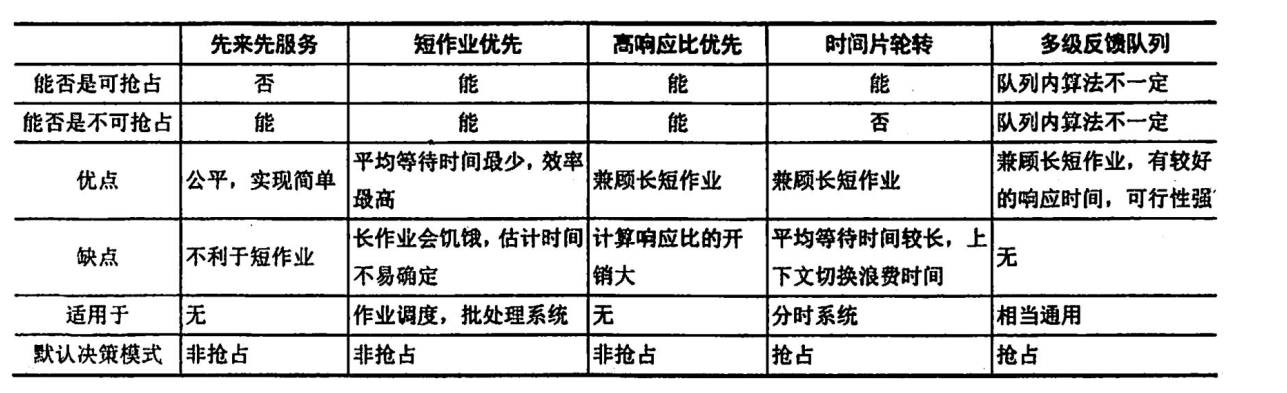 先来先服务 短作业优先 高响应比优先 时间片轮转 多级反馈队列
能否是可抢占 否 能 能 能 队列内算法不一定
能否是不可抢占 能 能 能 否 队列内算法不一定
优点 公平，实现简单 平均等待时间最少，效率最高 兼顾长短作业 兼顾长短作业 兼顾长短作业，有较好的响应时间，可行性强
缺点 不利于短作业 长作业会饥饿，估计时间不易确定 计算响应比的开销大 平均等待时间较长，上下文切换浪费时间 无
适用于 无 作业调度，批处理系统 无 分时系统 相当通用
默认决策模式 非抢占 非抢占 非抢占 抢占 抢占